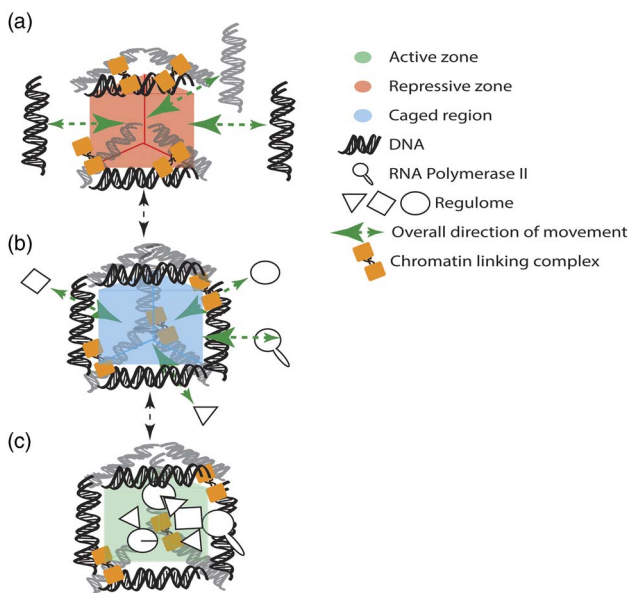 (a)
(b)
(c)
Active zone
Repressive zone
Caged region
DNA
RNA Polymerase II
Regulome
Overall direction of movement
Chromatin linking complex